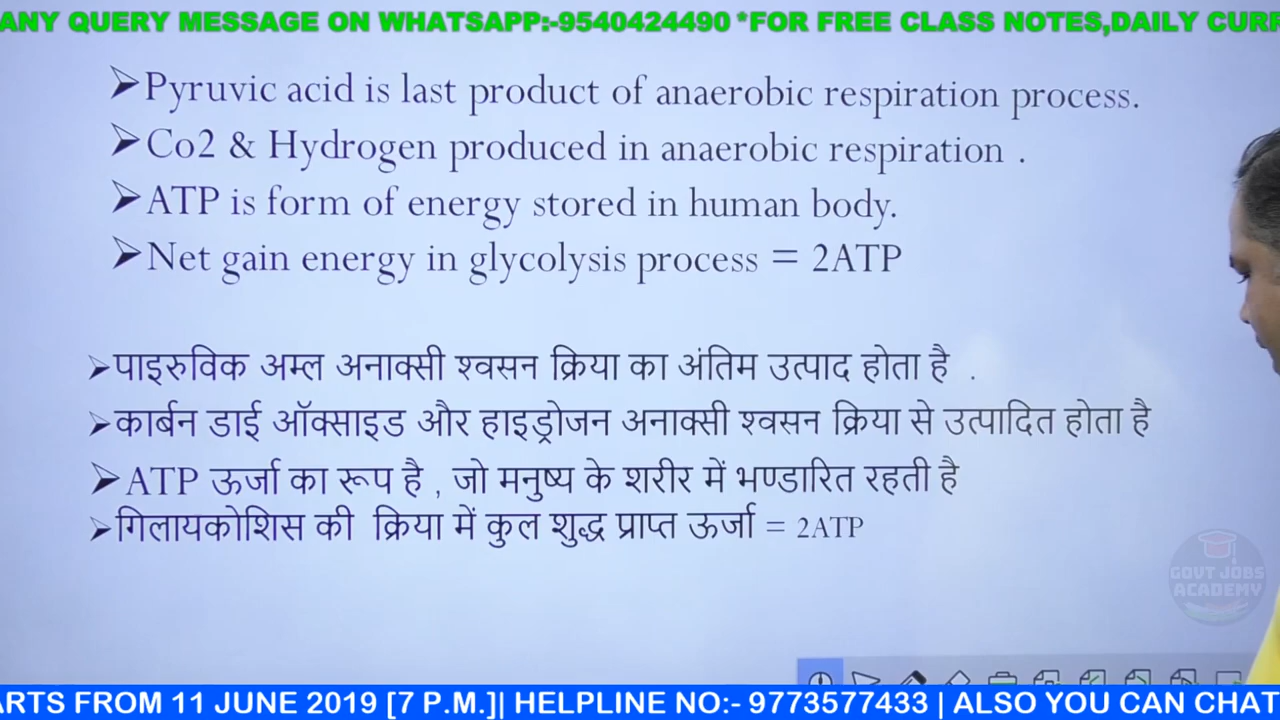 ANY QUERY MESSAGE ON WHATSAPP:-9540424490 *FOR FREE CLASS NOTES,DAILY CURR
➢Pyruvic acid is last product of anaerobic respiration process.
➢Co2 & Hydrogen produced in anaerobic respiration .
➢ATP is form of energy stored in human body.
➢Net gain energy in glycolysis process = 2ATP
➢पाइरुविक अम्ल अनाक्सी श्वसन क्रिया का अंतिम उत्पाद होता है .
➢कार्बन डाई ऑक्साइड और हाइड्रोजन अनाक्सी श्वसन क्रिया से उत्पादित होता है
➢ATP ऊर्जा का रूप है , जो मनुष्य के शरीर में भण्डारित रहती है
➢गिलायकोशिस की क्रिया में कुल शुद्ध प्राप्त ऊर्जा = 2ATP
GOVT JOBS
ACADEMY
ARTS FROM 11 JUNE 2019 [7 P.M.]| HELPLINE NO:- 9773577433 | ALSO YOU CAN CHAT